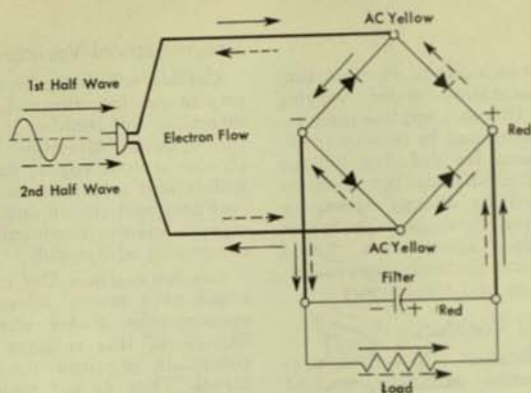 AC Yellow
1st Half Wave
-
+
Red
Electron Flow
2nd Half Wave
AC Yellow
Filter
- + Red
Load